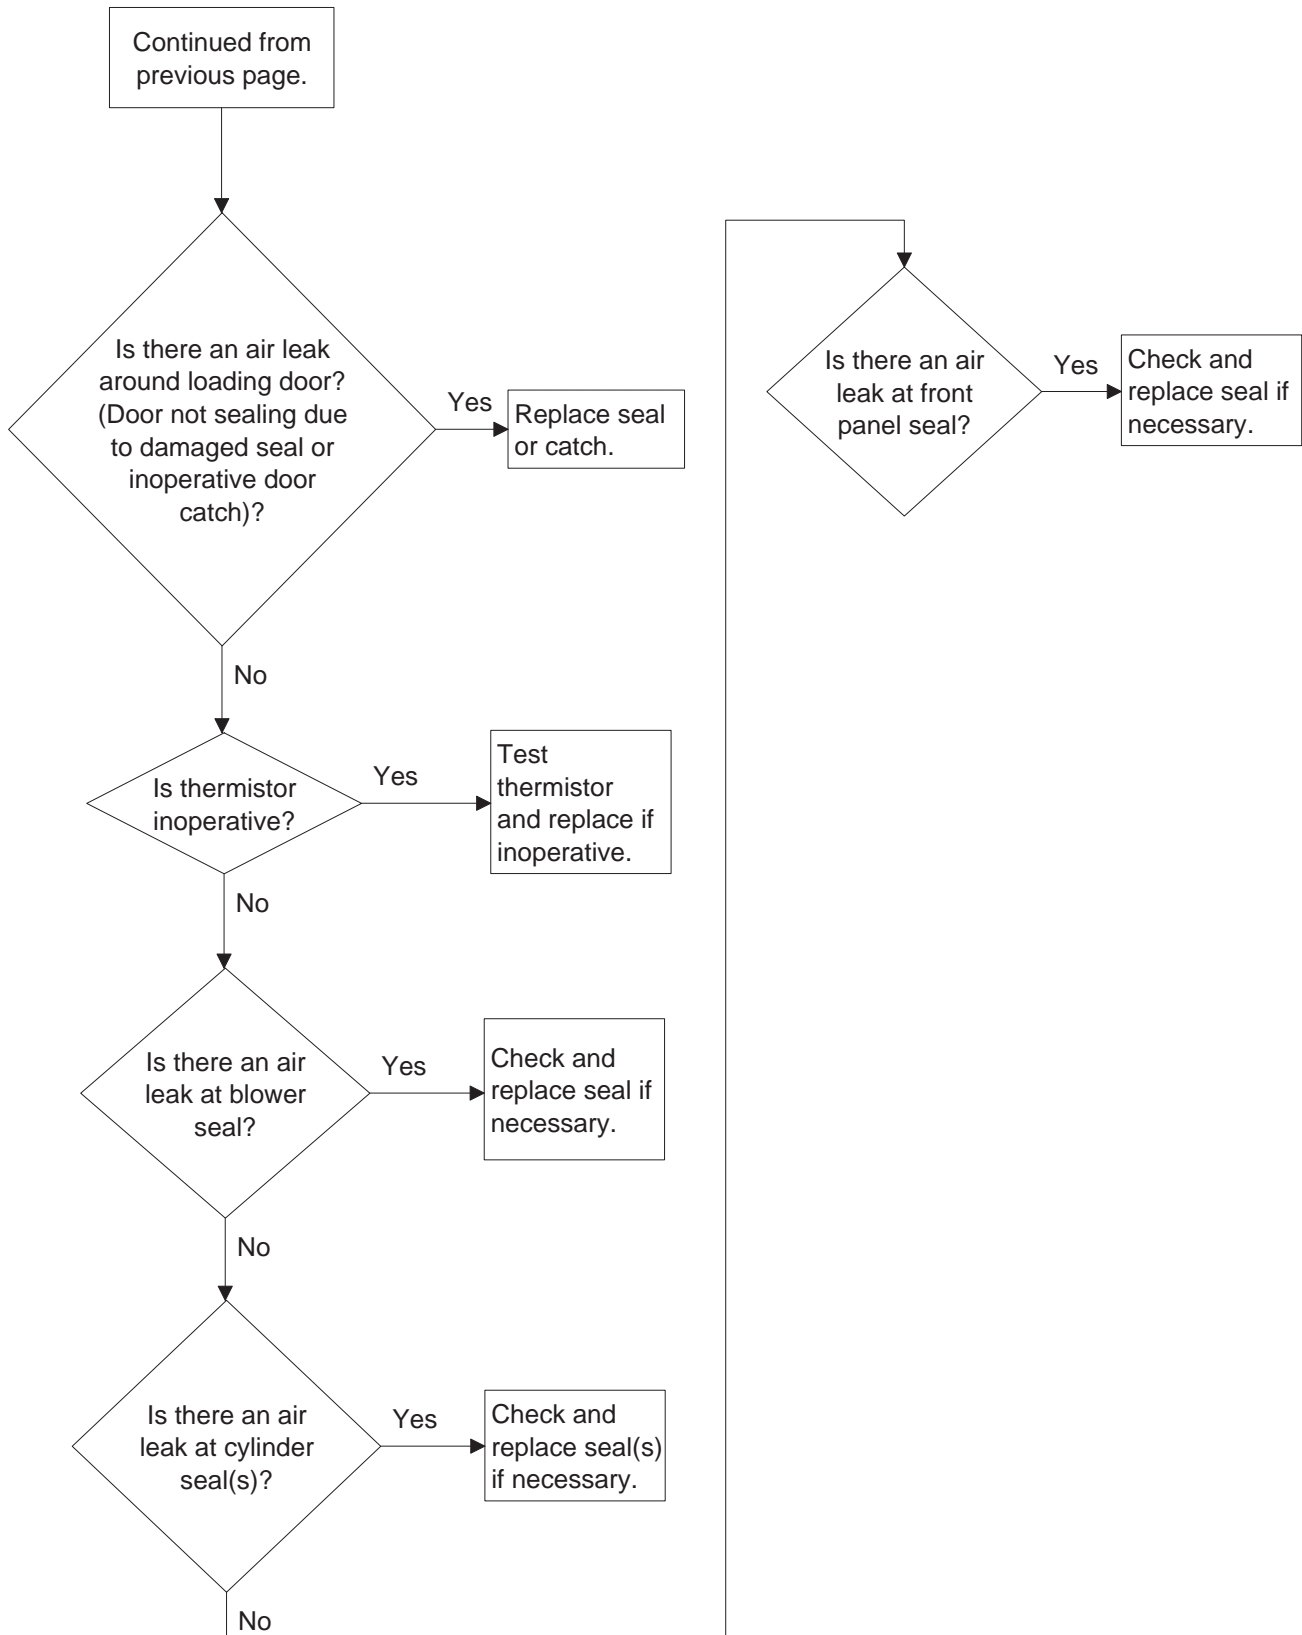 Continued from
previous page.
Is there an air leak
around loading door?
(Door not sealing due
to damaged seal or
inoperative door
catch)?
Yes
Replace seal
or catch.
No
Is thermistor
inoperative?
Yes
Test
thermistor
and replace if
inoperative.
No
Is there an air
leak at blower
seal?
Yes
Check and
replace seal if
necessary.
No
Is there an air
leak at cylinder
seal(s)?
Yes
Check and
replace seal(s)
if necessary.
No
Is there an air
leak at front
panel seal?
Yes
Check and
replace seal if
necessary.